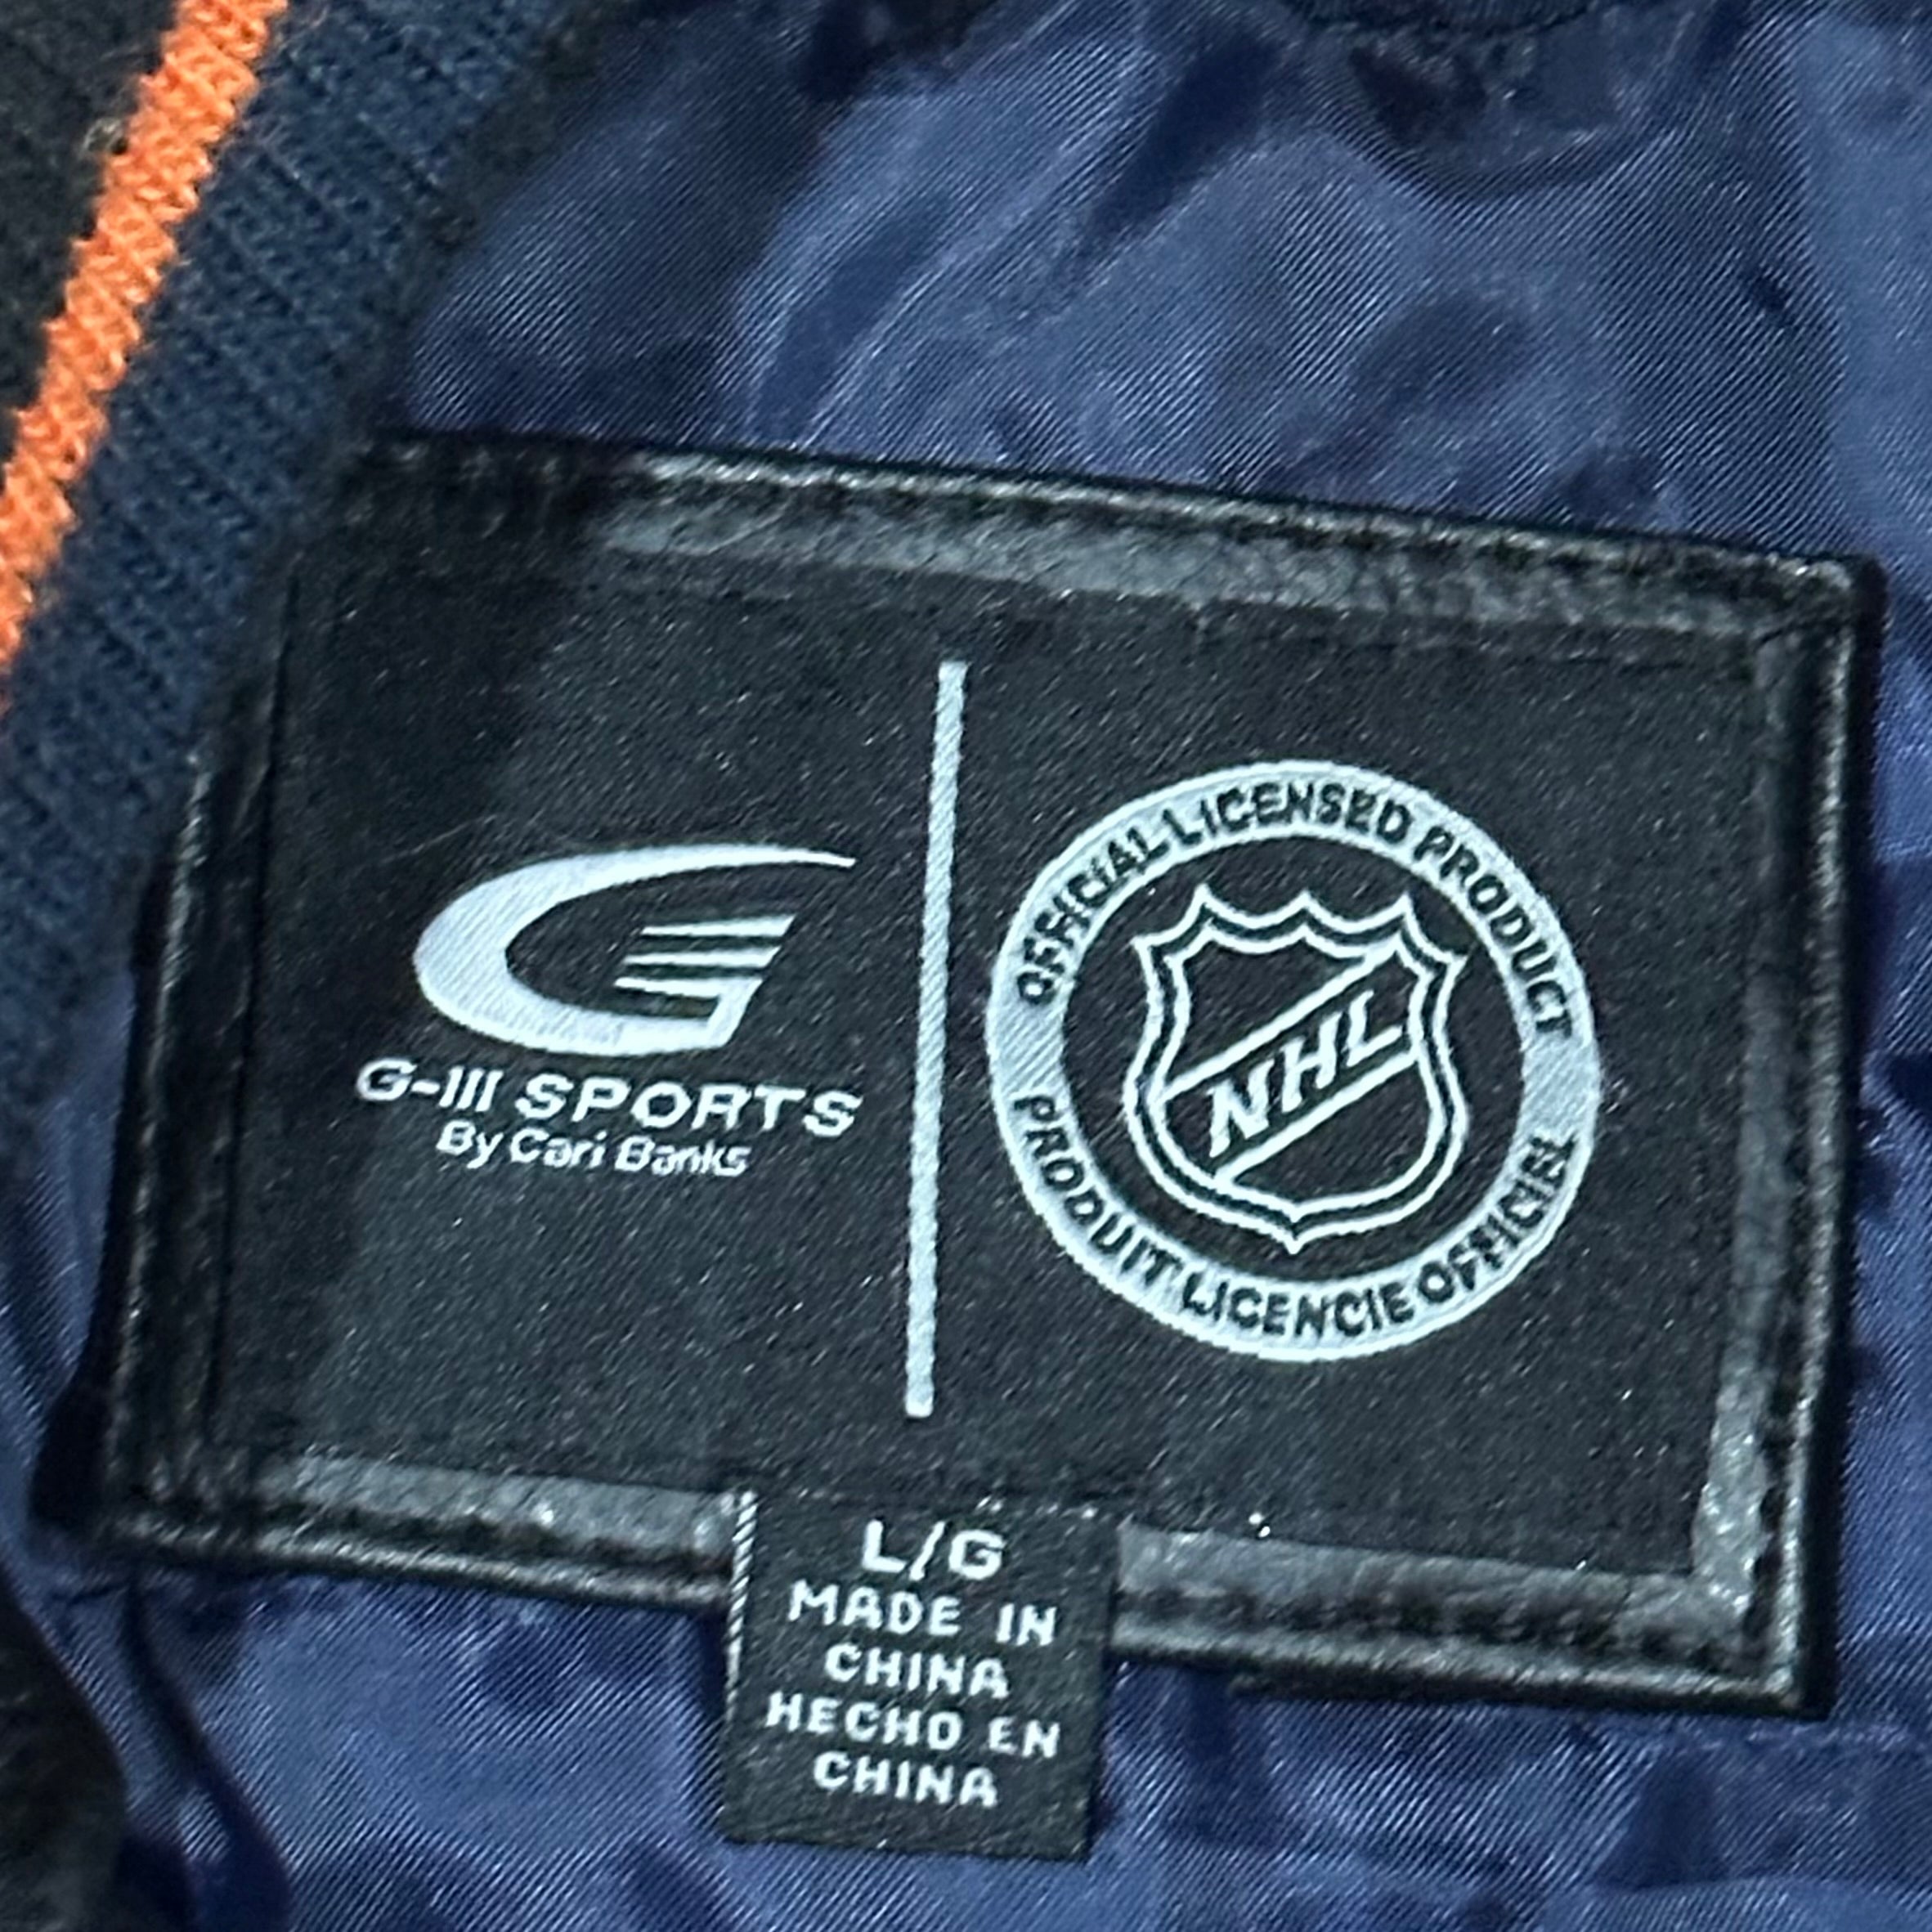 G-III SPORTS
By Carl Banks
OFFICIAL LICENSED PRODUCT
NHL
PRODUIT LICENCIE OFFICIEL
L/G
MADE IN
CHINA
HECHO EN
CHINA